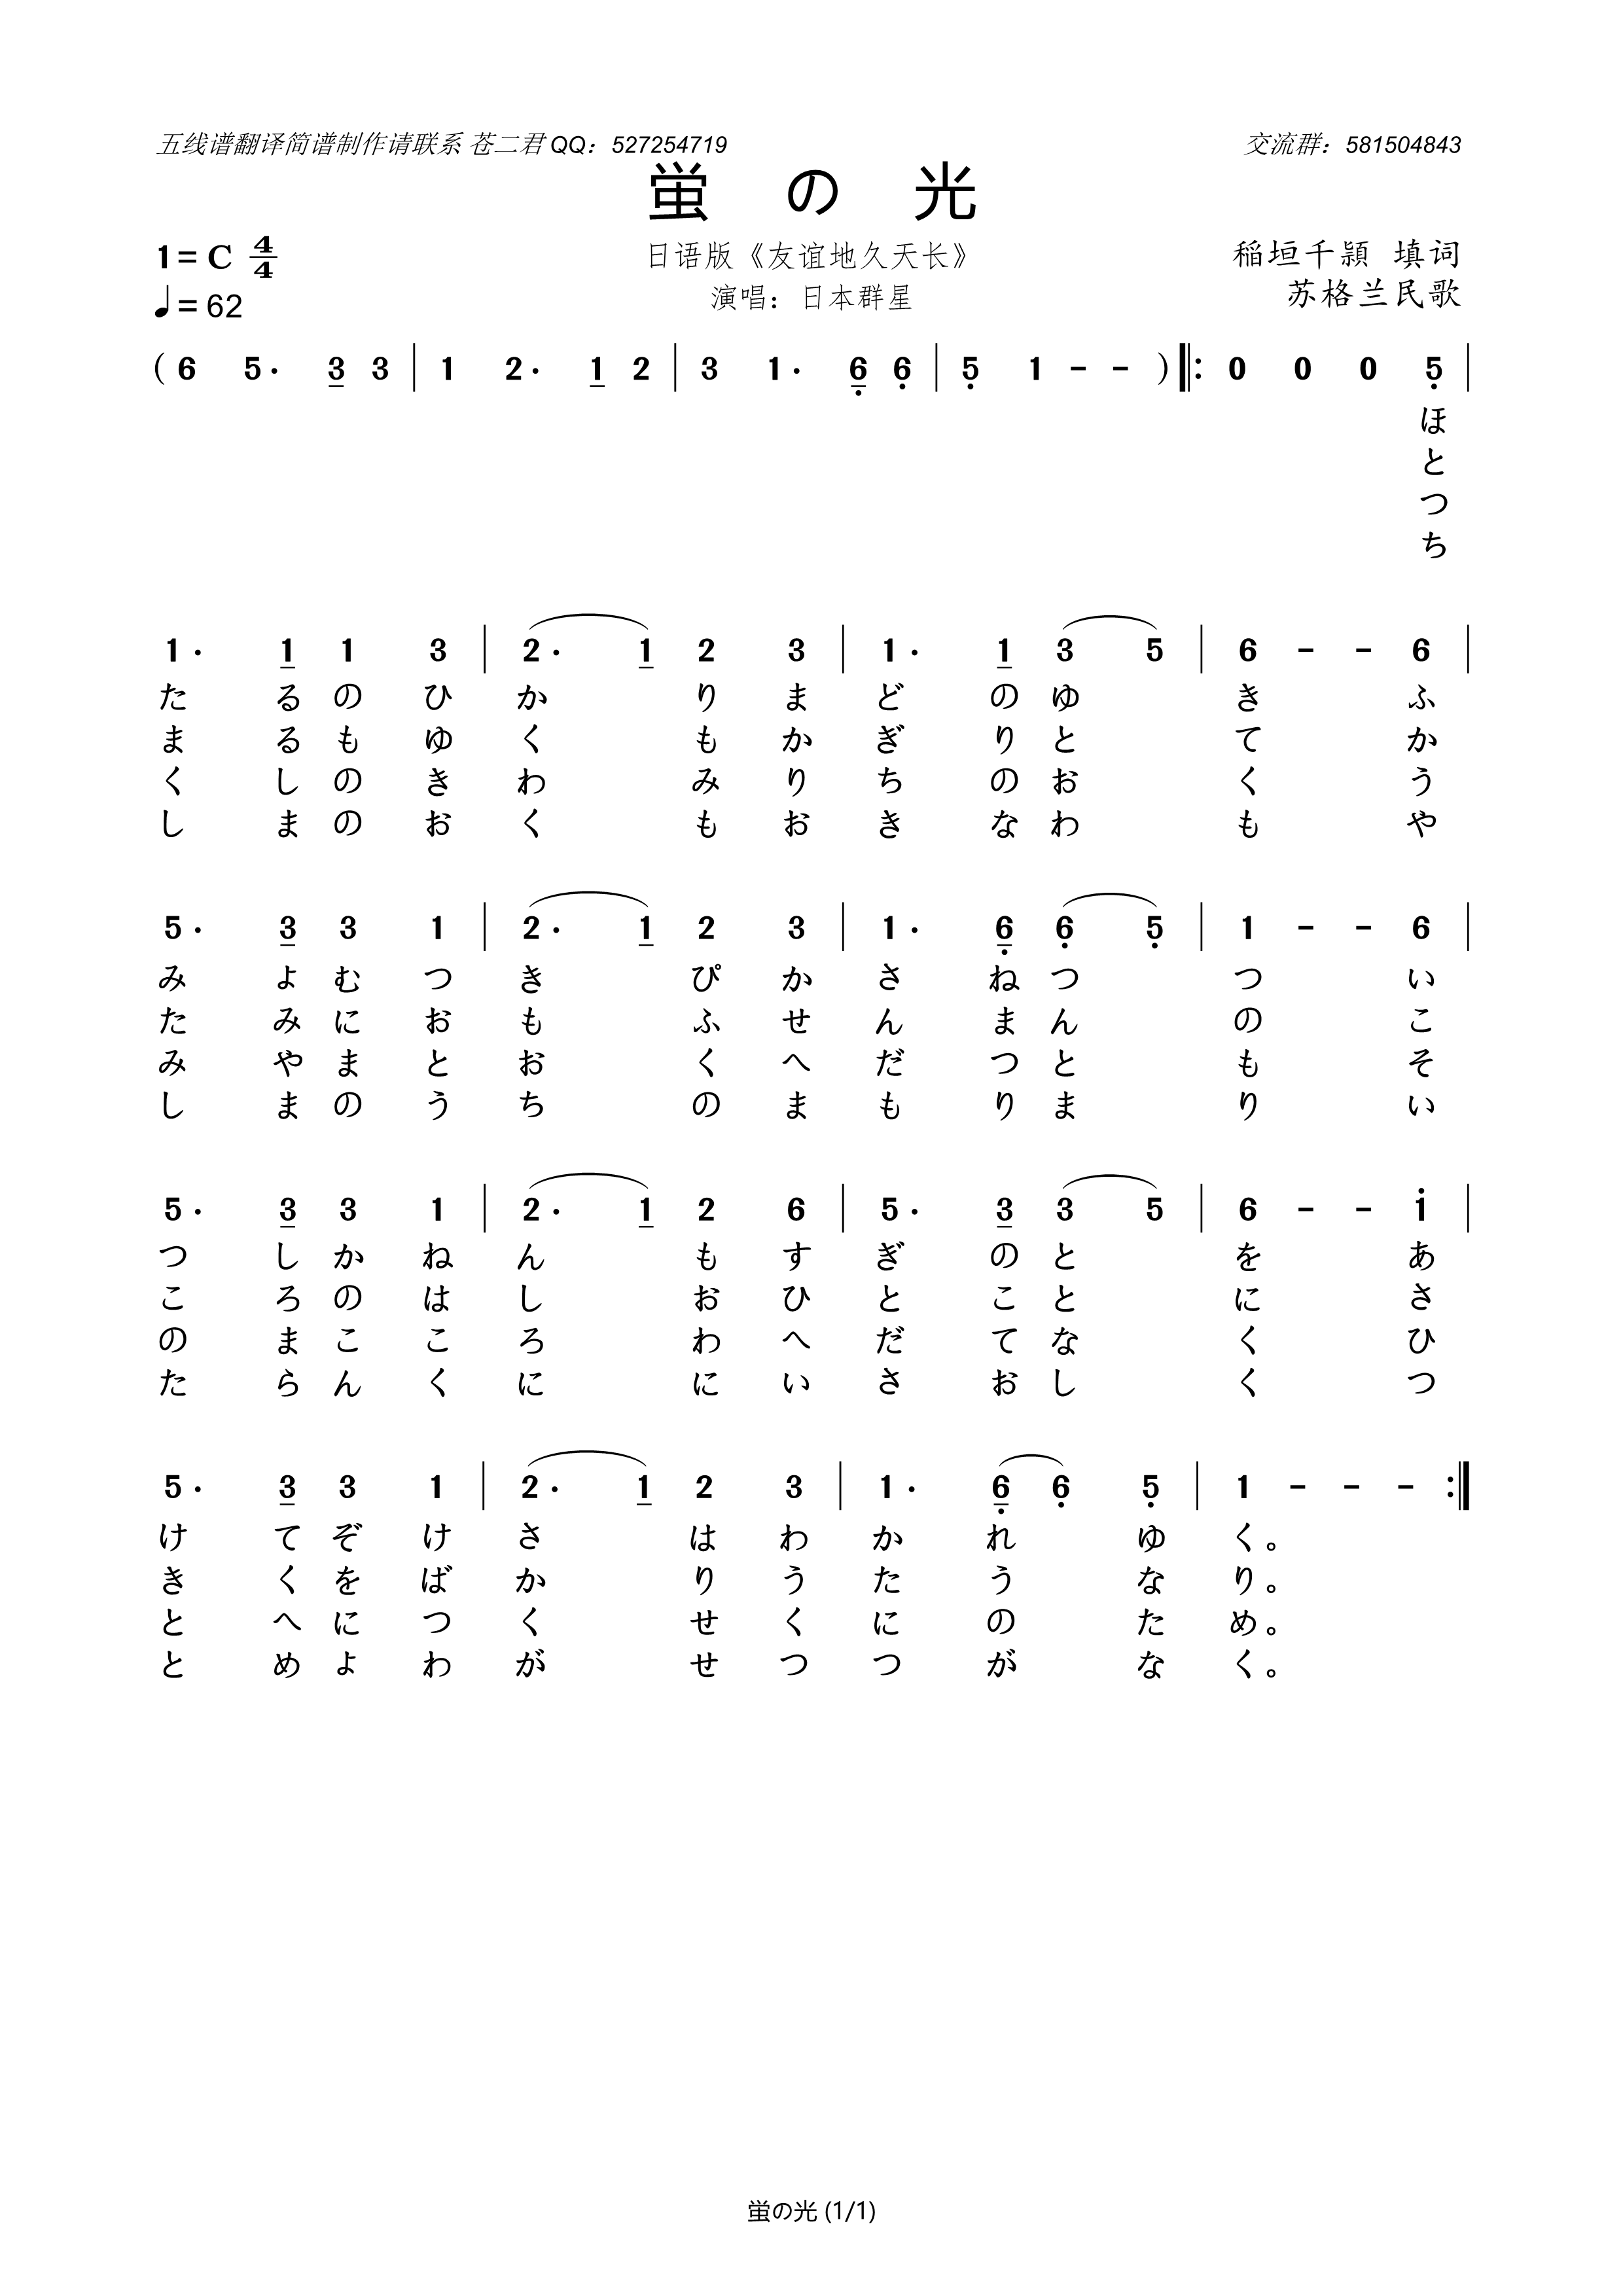 五线谱翻译简谱制作请联系 苍二君 QQ：527254719 交流群：581504843
蛍 の 光
1= C 4/4 日语版《友谊地久天长》 稲垣千穎 填词
♩= 62 演唱：日本群星 苏格兰民歌
( 6 5· 3 3 | 1 2· 1 2 | 3 1· 6 6 | 5 1 - - ) ‖: 0 0 0 5 |
ほ
と
つ
ち
1· 1 1 3 | 2· 1 2 3 | 1· 1 3 5 | 6 - - 6 |
た る の ひ か り ま ど の ゆ き ふ
ま る も ゆ く も か ぎ り と て か
く し の き わ み り ち の お く う
し ま の お く も お き な わ も や
5· 3 3 1 | 2· 1 2 3 | 1· 6 6 5 | 1 - - 6 |
み ょ む つ き ぴ か さ ね つ つ い
た み に お も ふ せ ん ま ん の こ
み や ま と お く へ だ つ と も そ
し ま の う ち の ま も り ま り い
5· 3 3 1 | 2· 1 2 6 | 5· 3 3 5 | 6 - - 1 |
つ し か ね ん も す ぎ の と を あ
こ ろ の は し お ひ と こ と に さ
の ま こ こ ろ わ へ だ て な く ひ
た ら ん く に に い さ お し く つ
5· 3 3 1 | 2· 1 2 3 | 1· 6 6 5 | 1 - - - :‖
け て ぞ け さ は わ か れ ゆ く。
き く を ば か り う た う な り。
と へ に つ く せ く に の た め。
と め ょ わ が せ つ つ が な く。
蛍の光 (1/1)